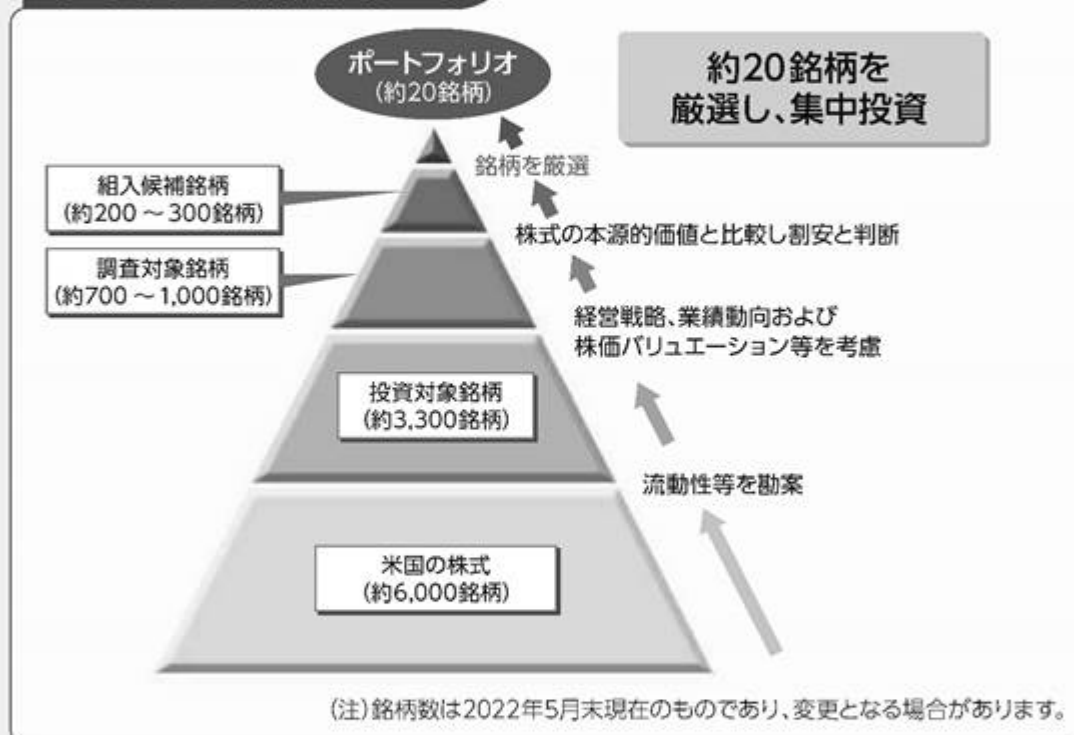 ポートフォリオ
(約20銘柄)
約20銘柄を
厳選し、集中投資
銘柄を厳選
組入候補銘柄
(約200 ～ 300銘柄)
株式の本源的価値と比較し割安と判断
調査対象銘柄
(約700 ～ 1,000銘柄)
経営戦略、業績動向および
株価バリュエーション等を考慮
投資対象銘柄
(約3,300銘柄)
流動性等を勘案
米国の株式
(約6,000銘柄)
(注)銘柄数は2022年5月末現在のものであり、変更となる場合があります。